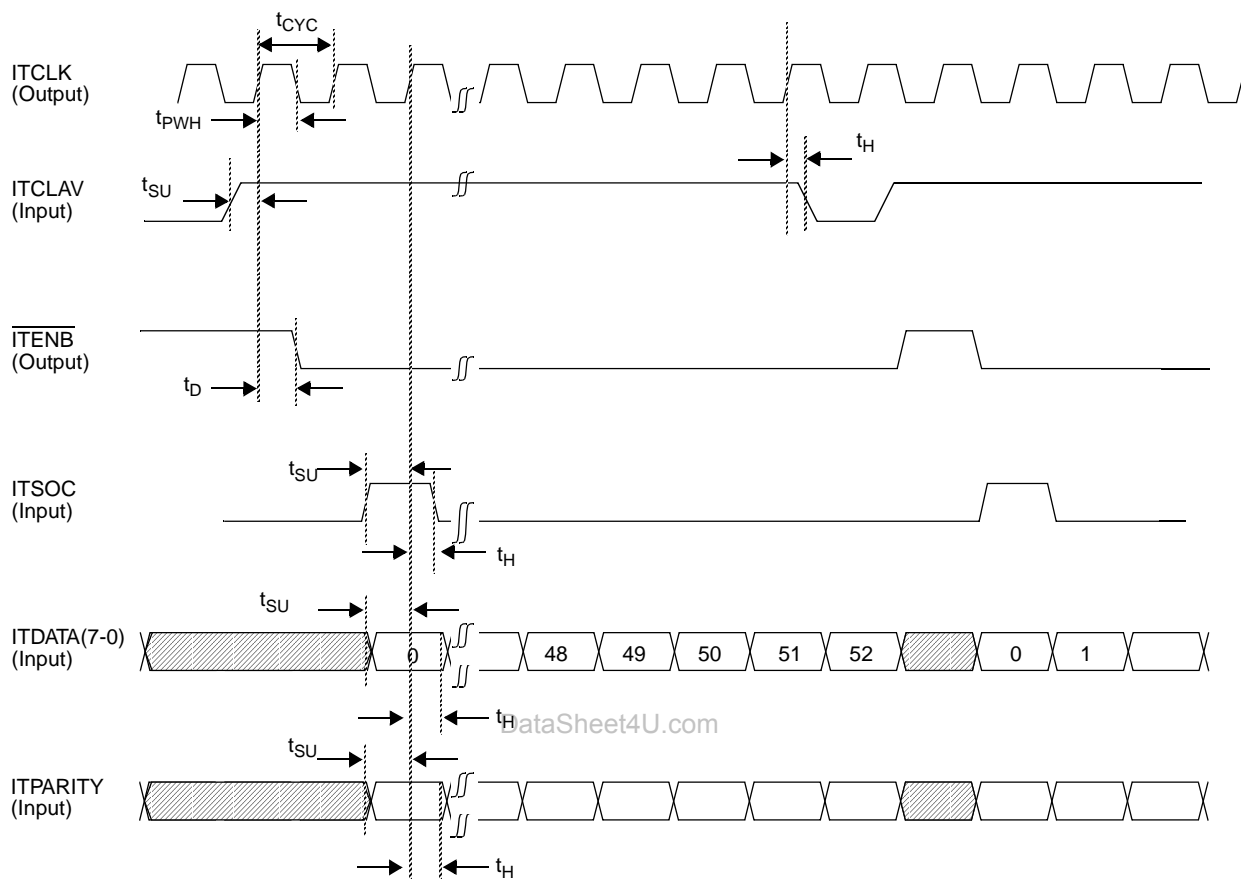 tCYC
ITCLK
(Output)
tPWH
tH
ITCLAV
(Input)
tSU
ITENB
(Output)
tD
tSU
ITSOC
(Input)
tH
tSU
ITDATA(7-0)
(Input)
0 48 49 50 51 52 0 1
tH
DataSheet4U.com
tSU
ITPARITY
(Input)
tH